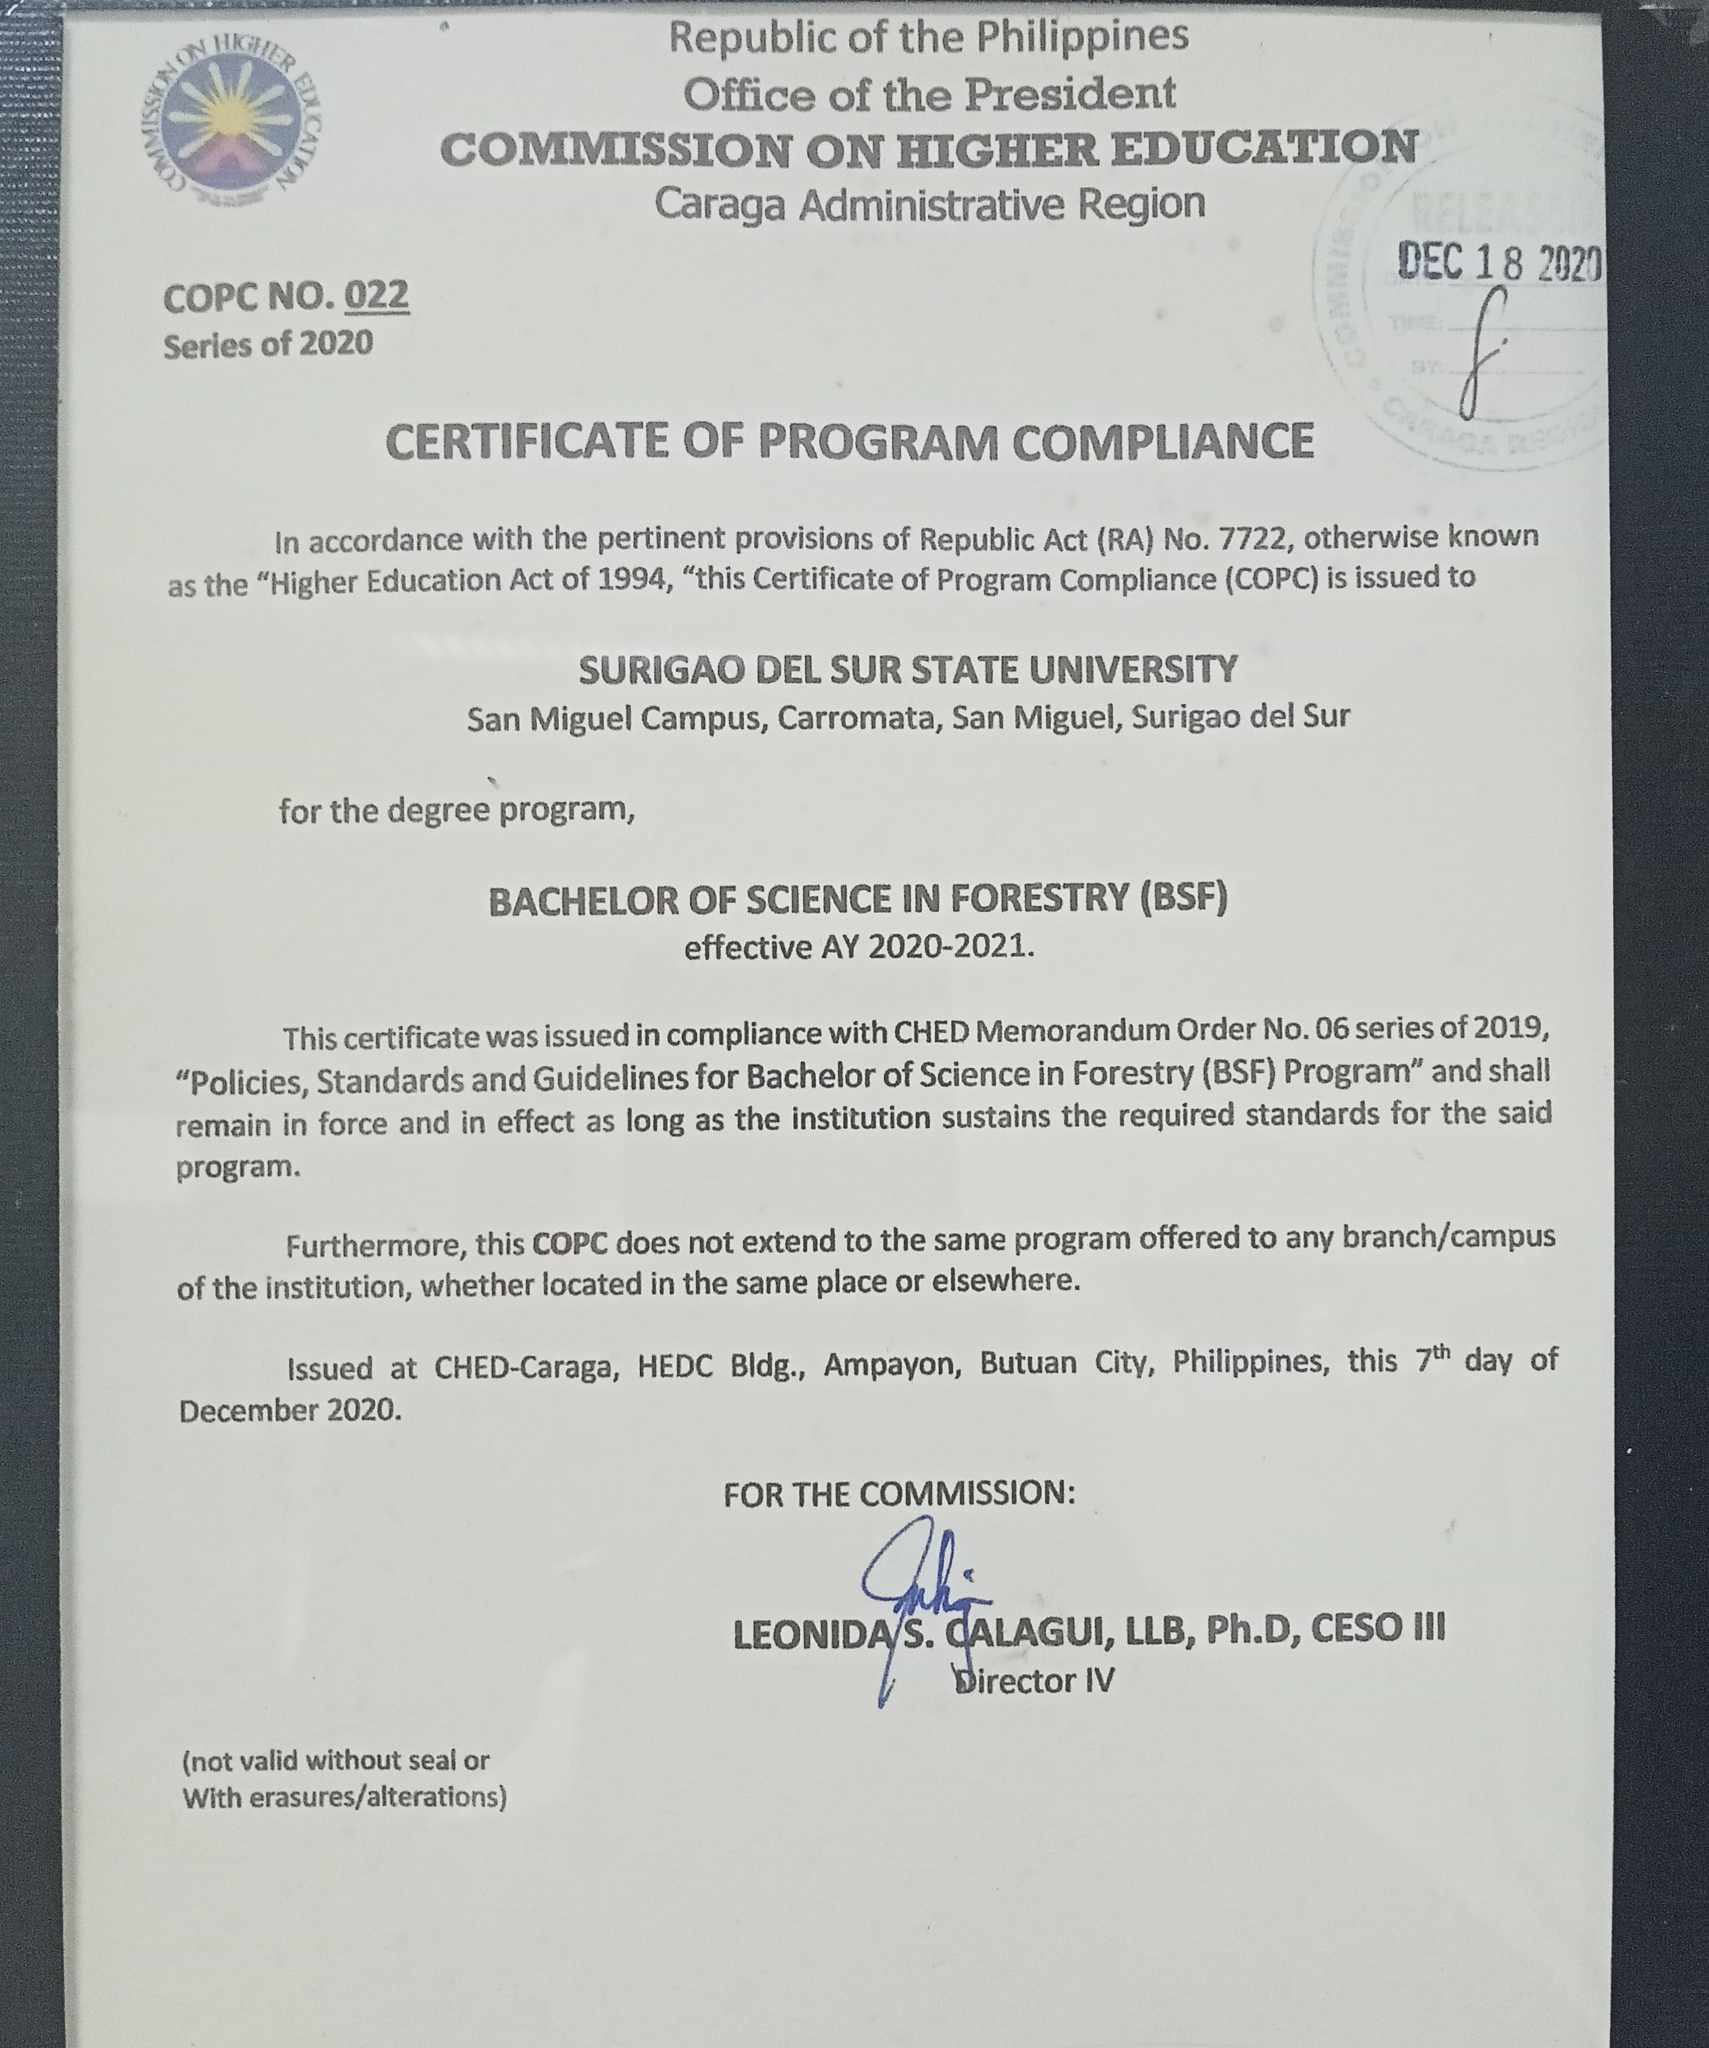 COMMISSION ON HIGHER EDUCATION
Republic of the Philippines
Office of the President
COMMISSION ON HIGHER EDUCATION
Caraga Administrative Region
RELEASED
DEC 18 2020
TIME:
BY:
CARAGA REGION
COPC NO. 022
Series of 2020
CERTIFICATE OF PROGRAM COMPLIANCE
In accordance with the pertinent provisions of Republic Act (RA) No. 7722, otherwise known
as the “Higher Education Act of 1994, “this Certificate of Program Compliance (COPC) is issued to
SURIGAO DEL SUR STATE UNIVERSITY
San Miguel Campus, Carromata, San Miguel, Surigao del Sur
for the degree program,
BACHELOR OF SCIENCE IN FORESTRY (BSF)
effective AY 2020-2021.
This certificate was issued in compliance with CHED Memorandum Order No. 06 series of 2019,
“Policies, Standards and Guidelines for Bachelor of Science in Forestry (BSF) Program” and shall
remain in force and in effect as long as the institution sustains the required standards for the said
program.
Furthermore, this COPC does not extend to the same program offered to any branch/campus
of the institution, whether located in the same place or elsewhere.
Issued at CHED-Caraga, HEDC Bldg., Ampayon, Butuan City, Philippines, this 7th day of
December 2020.
FOR THE COMMISSION:
LEONIDA S. CALAGUI, LLB, Ph.D, CESO III
Director IV
(not valid without seal or
With erasures/alterations)